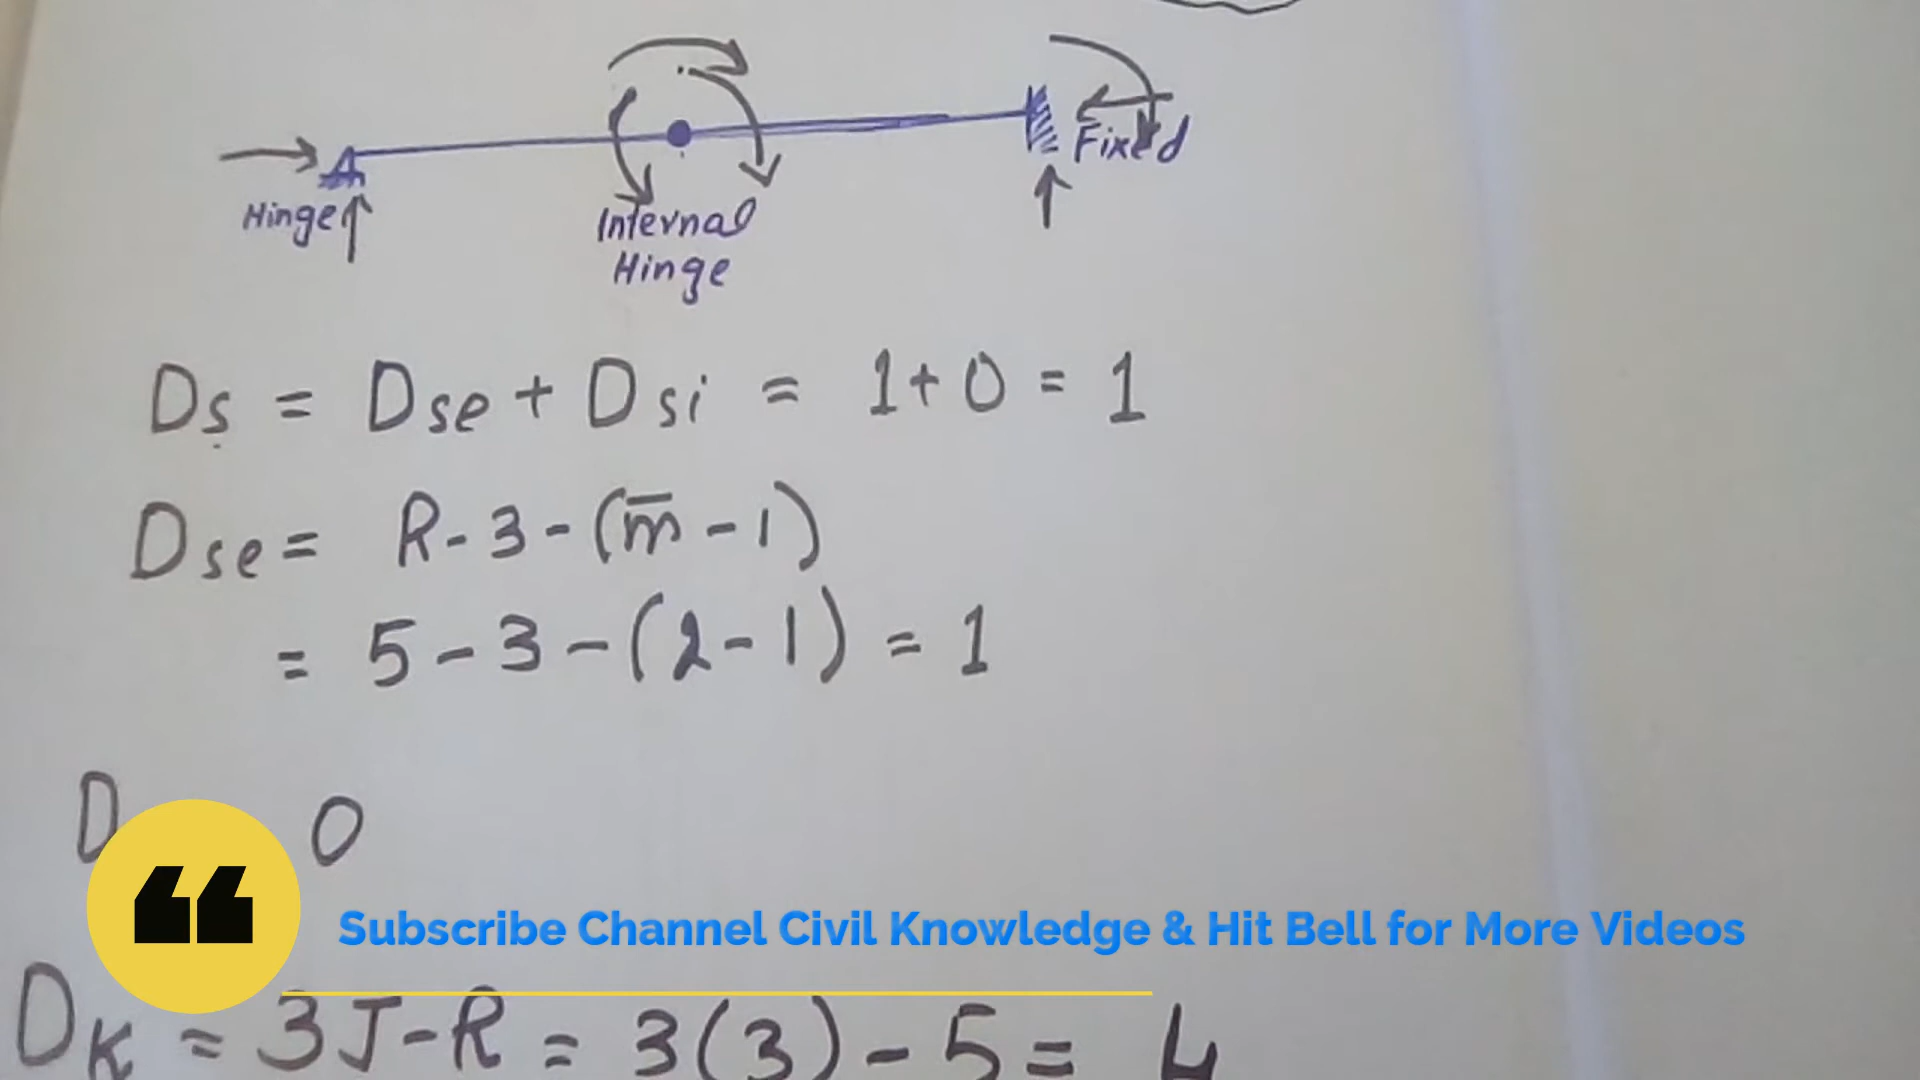 Fixed
Hinge
Internal
Hinge
Ds = Dse + Dsi = 1 + 0 = 1
Dse = R - 3 - (m̅ - 1)
= 5 - 3 - (2 - 1) = 1
D 0
Subscribe Channel Civil Knowledge & Hit Bell for More Videos
DK = 3J - R = 3(3) - 5 = 4